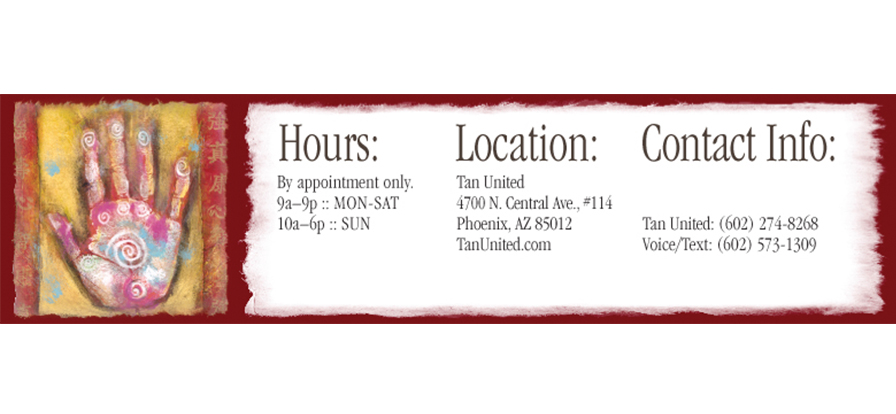 Hours:
By appointment only.
9a–9p :: MON-SAT
10a–6p :: SUN
Location:
Tan United
4700 N. Central Ave., #114
Phoenix, AZ 85012
TanUnited.com
Contact Info:
Tan United: (602) 274-8268
Voice/Text: (602) 573-1309